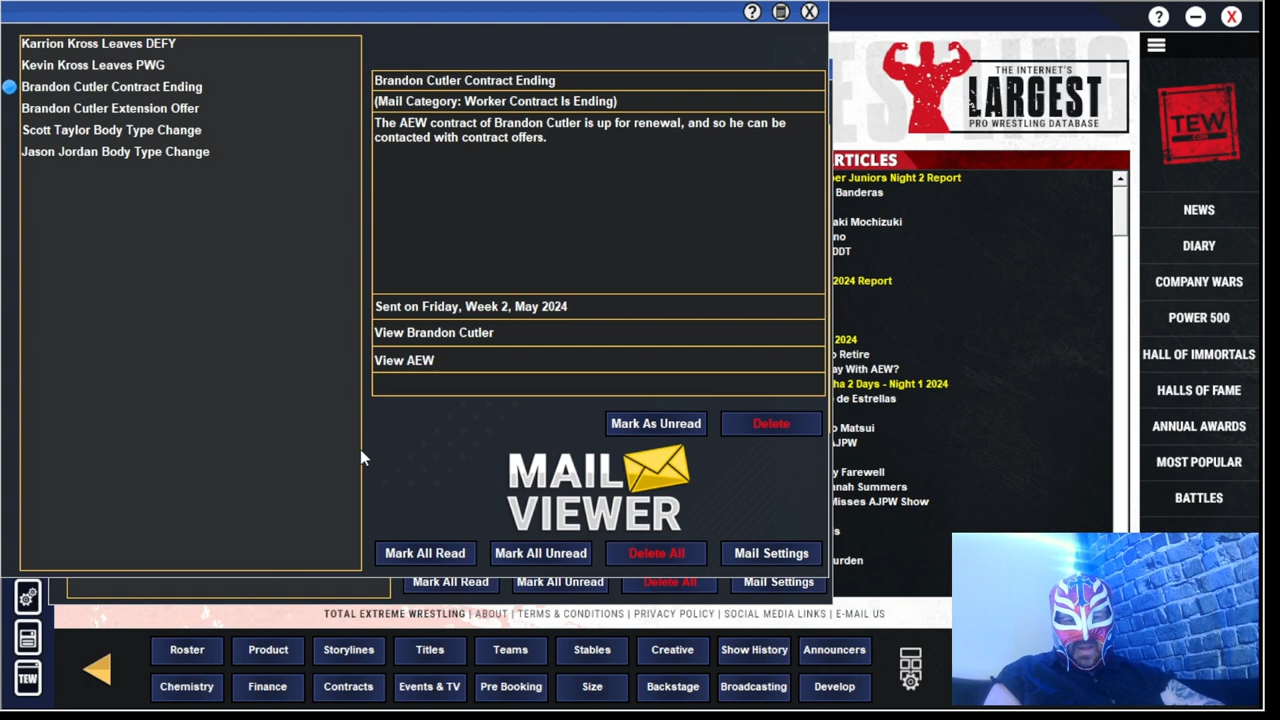 Karrion Kross Leaves DEFY
Kevin Kross Leaves PWG
Brandon Cutler Contract Ending
Brandon Cutler Extension Offer
Scott Taylor Body Type Change
Jason Jordan Body Type Change
Brandon Cutler Contract Ending
(Mail Category: Worker Contract Is Ending)
The AEW contract of Brandon Cutler is up for renewal, and so he can be
contacted with contract offers.
Sent on Friday, Week 2, May 2024
View Brandon Cutler
View AEW
Mark As Unread
Delete
MAIL
VIEWER
Mark All Read
Mark All Unread
Delete All
Mail Settings
Mark All Read
Mark All Unread
Delete All
Mail Settings
THE INTERNET'S
LARGEST
PRO WRESTLING DATABASE
RTICLES
er Juniors Night 2 Report
Banderas
aki Mochizuki
no
DDT
2024 Report
2024
o Retire
ay With AEW?
ha 2 Days - Night 1 2024
de Estrellas
o Matsui
AJPW
y Farewell
nnah Summers
Misses AJPW Show
s
urden
TEW
.COM
NEWS
DIARY
COMPANY WARS
POWER 500
HALL OF IMMORTALS
HALLS OF FAME
ANNUAL AWARDS
MOST POPULAR
BATTLES
TOTAL EXTREME WRESTLING | ABOUT | TERMS & CONDITIONS | PRIVACY POLICY | SOCIAL MEDIA LINKS | E-MAIL US
Roster
Product
Storylines
Titles
Teams
Stables
Creative
Show History
Announcers
Chemistry
Finance
Contracts
Events & TV
Pre Booking
Size
Backstage
Broadcasting
Develop
TEW